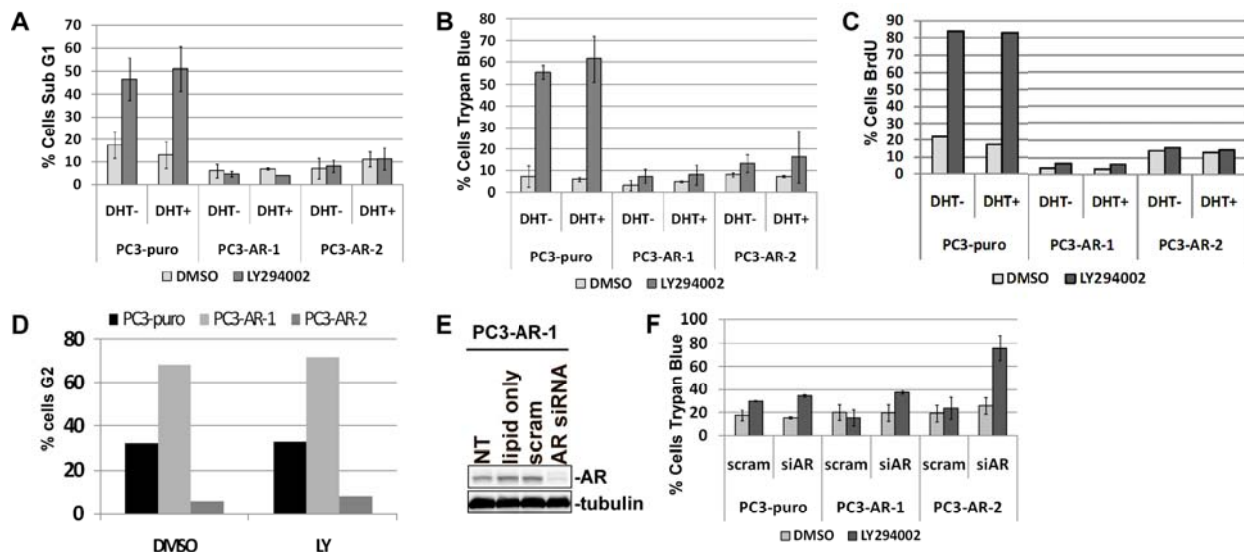 A
% Cells Sub G1
70
60
50
40
30
20
10
0
DHT- DHT+ DHT- DHT+ DHT- DHT+
PC3-puro PC3-AR-1 PC3-AR-2
DMSO LY294002
B
% Cells Trypan Blue
80
70
60
50
40
30
20
10
0
DHT- DHT+ DHT- DHT+ DHT- DHT+
PC3-puro PC3-AR-1 PC3-AR-2
DMSO LY294002
C
% Cells BrdU
90
80
70
60
50
40
30
20
10
0
DHT- DHT+ DHT- DHT+ DHT- DHT+
PC3-puro PC3-AR-1 PC3-AR-2
DMSO LY294002
D
PC3-puro PC3-AR-1 PC3-AR-2
% cells G2
80
60
40
20
0
DMSO LY
E
PC3-AR-1
NT
lipid only
scram
AR siRNA
-AR
-tubulin
F
% Cells Trypan Blue
100
80
60
40
20
0
scram siAR scram siAR scram siAR
PC3-puro PC3-AR-1 PC3-AR-2
DMSO LY294002